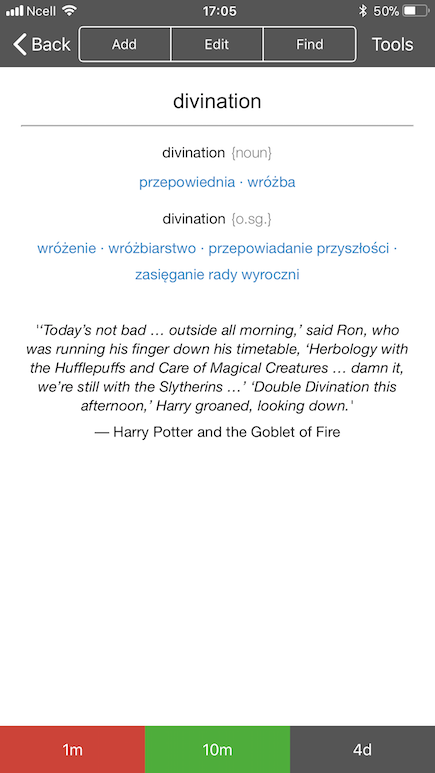 Ncell 17:05 50%
Back Add Edit Find Tools
divination
divination {noun}
przepowiednia · wróżba
divination {o.sg.}
wróżenie · wróżbiarstwo · przepowiadanie przyszłości ·
zasięganie rady wyroczni
'‘Today’s not bad … outside all morning,’ said Ron, who
was running his finger down his timetable, ‘Herbology with
the Hufflepuffs and Care of Magical Creatures … damn it,
we’re still with the Slytherins …’ ‘Double Divination this
afternoon,’ Harry groaned, looking down.'
— Harry Potter and the Goblet of Fire
1m 10m 4d